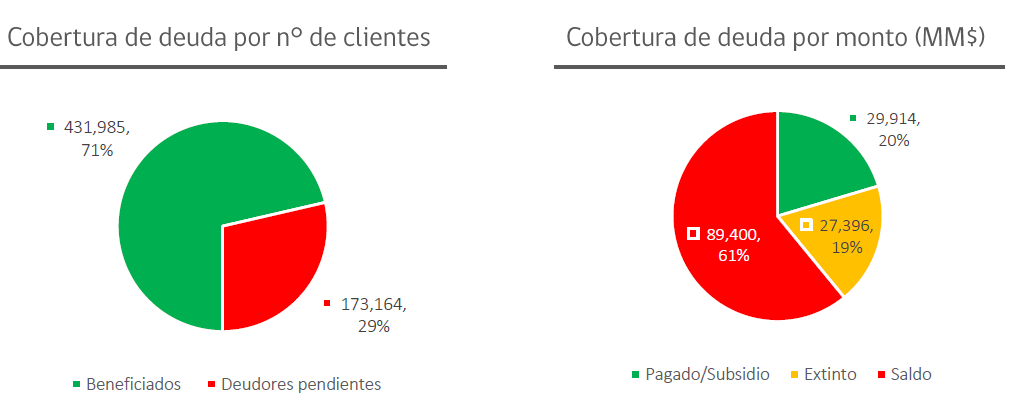 Cobertura de deuda por n° de clientes
431,985,
71%
173,164,
29%
Beneficiados
Deudores pendientes
Cobertura de deuda por monto (MM$)
29,914,
20%
27,396,
19%
89,400,
61%
Pagado/Subsidio
Extinto
Saldo